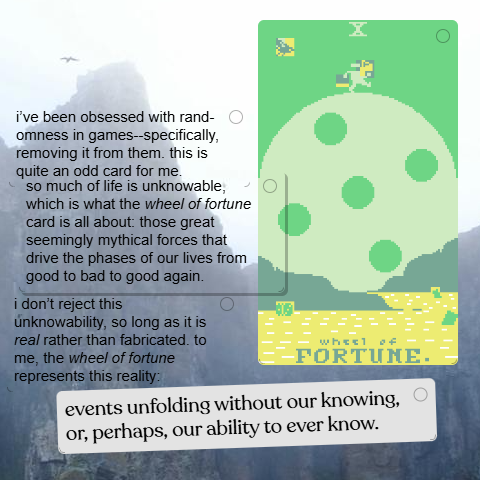 i've been obsessed with rand-
omness in games--specifically,
removing it from them. this is
quite an odd card for me.
so much of life is unknowable,
which is what the wheel of fortune
card is all about: those great
seemingly mythical forces that
drive the phases of our lives from
good to bad to good again.
i don't reject this
unknowability, so long as it is
real rather than fabricated. to
me, the wheel of fortune
represents this reality:
events unfolding without our knowing,
or, perhaps, our ability to ever know.
X
wheel of
FORTUNE.